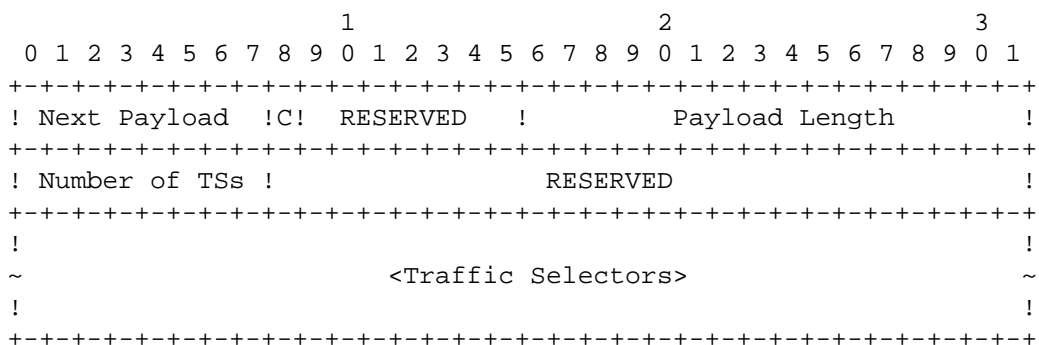 1                   2                   3
 0 1 2 3 4 5 6 7 8 9 0 1 2 3 4 5 6 7 8 9 0 1 2 3 4 5 6 7 8 9 0 1
+-+-+-+-+-+-+-+-+-+-+-+-+-+-+-+-+-+-+-+-+-+-+-+-+-+-+-+-+-+-+-+-+
! Next Payload  !C!  RESERVED   !         Payload Length        !
+-+-+-+-+-+-+-+-+-+-+-+-+-+-+-+-+-+-+-+-+-+-+-+-+-+-+-+-+-+-+-+-+
! Number of TSs !                 RESERVED                      !
+-+-+-+-+-+-+-+-+-+-+-+-+-+-+-+-+-+-+-+-+-+-+-+-+-+-+-+-+-+-+-+-+
!                                                               !
~                       <Traffic Selectors>                     ~
!                                                               !
+-+-+-+-+-+-+-+-+-+-+-+-+-+-+-+-+-+-+-+-+-+-+-+-+-+-+-+-+-+-+-+-+